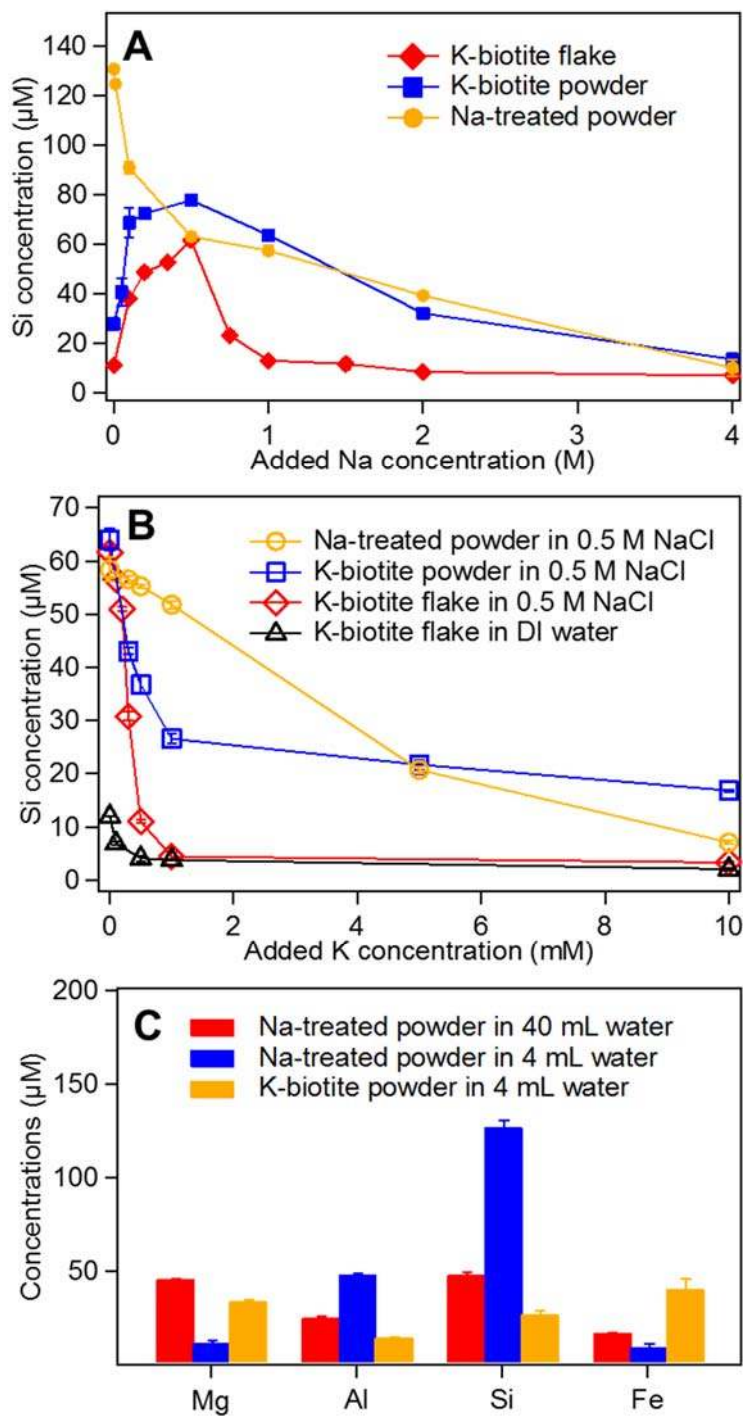 A
K-biotite flake
K-biotite powder
Na-treated powder
Si concentration (µM)
140
120
100
80
60
40
20
0
0 1 2 3 4
Added Na concentration (M)
B
Na-treated powder in 0.5 M NaCl
K-biotite powder in 0.5 M NaCl
K-biotite flake in 0.5 M NaCl
K-biotite flake in DI water
Si concentration (µM)
70
60
50
40
30
20
10
0
0 2 4 6 8 10
Added K concentration (mM)
C
Na-treated powder in 40 mL water
Na-treated powder in 4 mL water
K-biotite powder in 4 mL water
Concentrations (µM)
200
150
100
50
Mg Al Si Fe